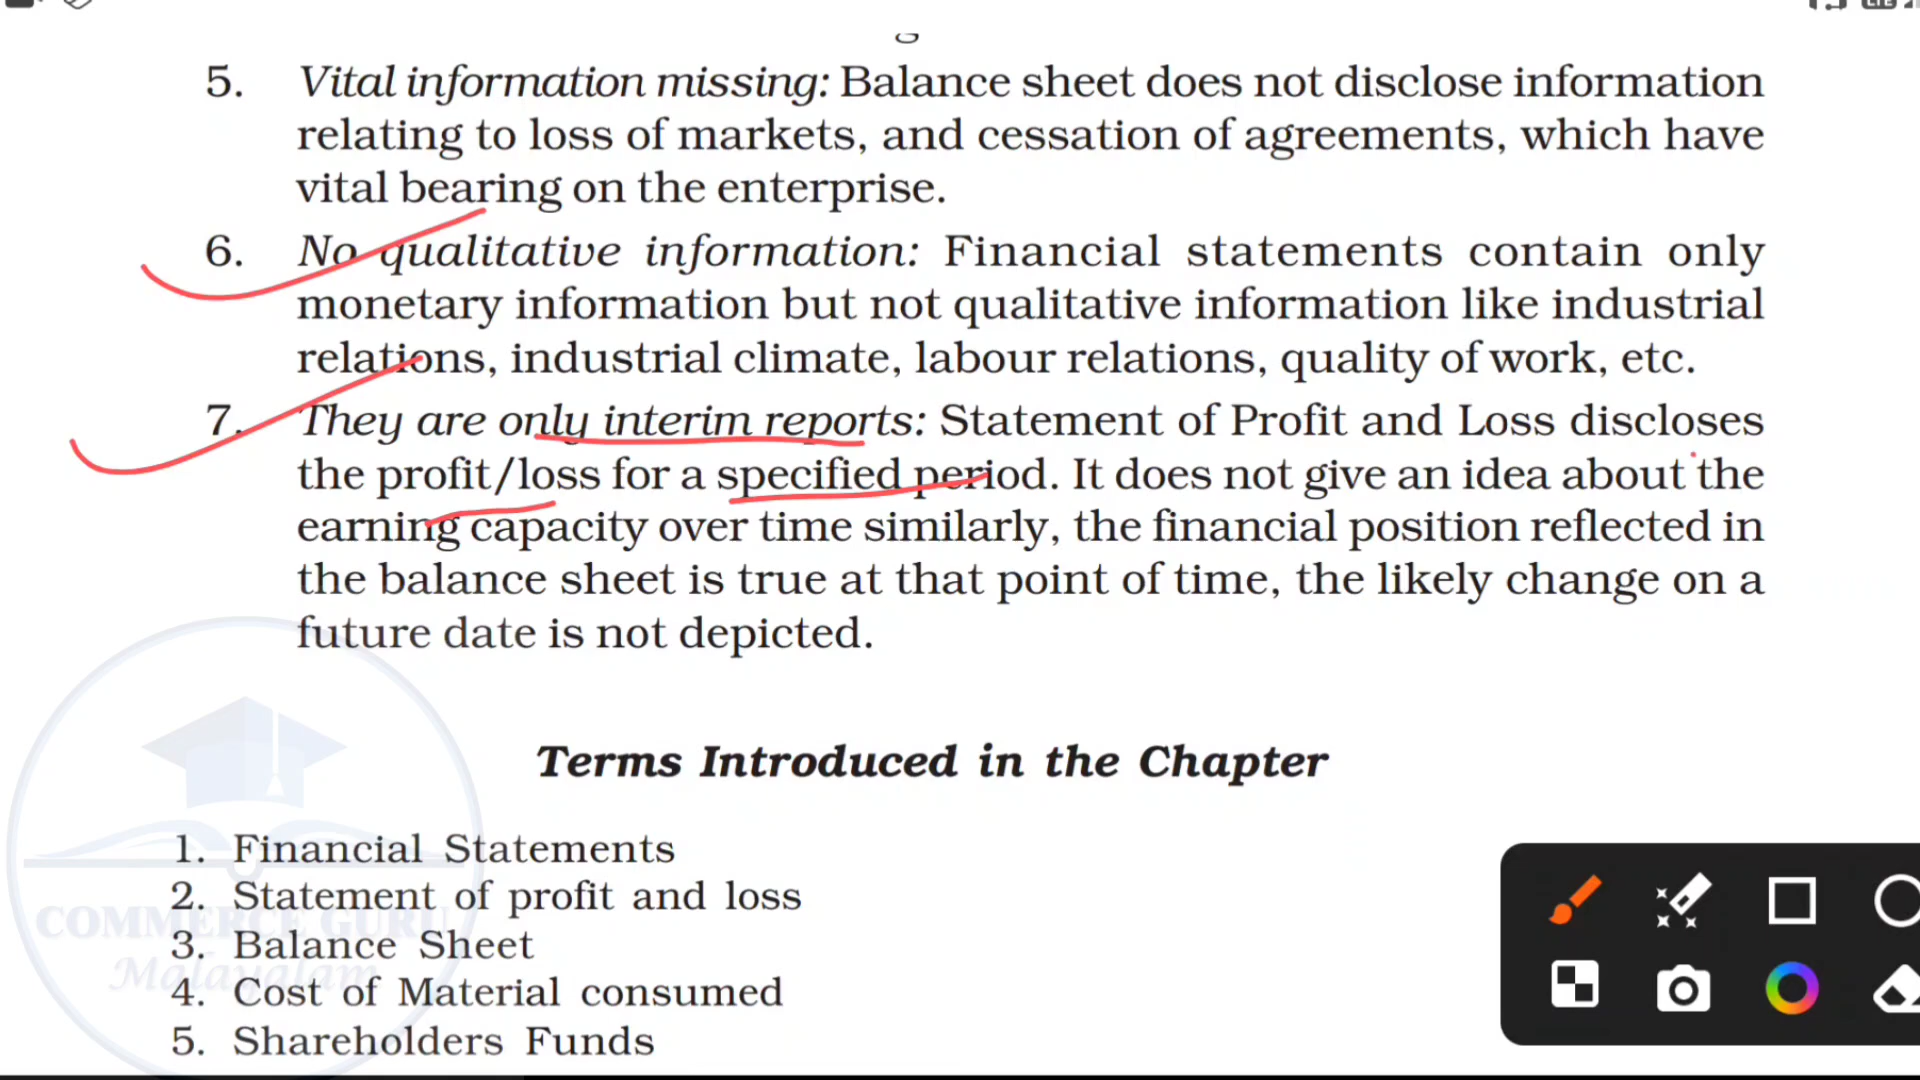 5. Vital information missing: Balance sheet does not disclose information
relating to loss of markets, and cessation of agreements, which have
vital bearing on the enterprise.
6. No qualitative information: Financial statements contain only
monetary information but not qualitative information like industrial
relations, industrial climate, labour relations, quality of work, etc.
7. They are only interim reports: Statement of Profit and Loss discloses
the profit/loss for a specified period. It does not give an idea about the
earning capacity over time similarly, the financial position reflected in
the balance sheet is true at that point of time, the likely change on a
future date is not depicted.
Terms Introduced in the Chapter
1. Financial Statements
2. Statement of profit and loss
COMMERCE GURU
3. Balance Sheet
Malayalam
4. Cost of Material consumed
5. Shareholders Funds